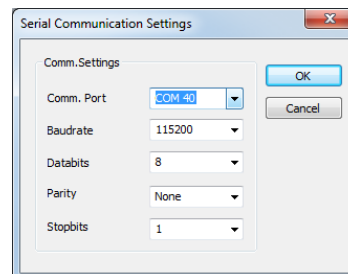 Serial Communication Settings
Comm.Settings
Comm. Port COM 40
Baudrate 115200
Databits 8
Parity None
Stopbits 1
OK
Cancel